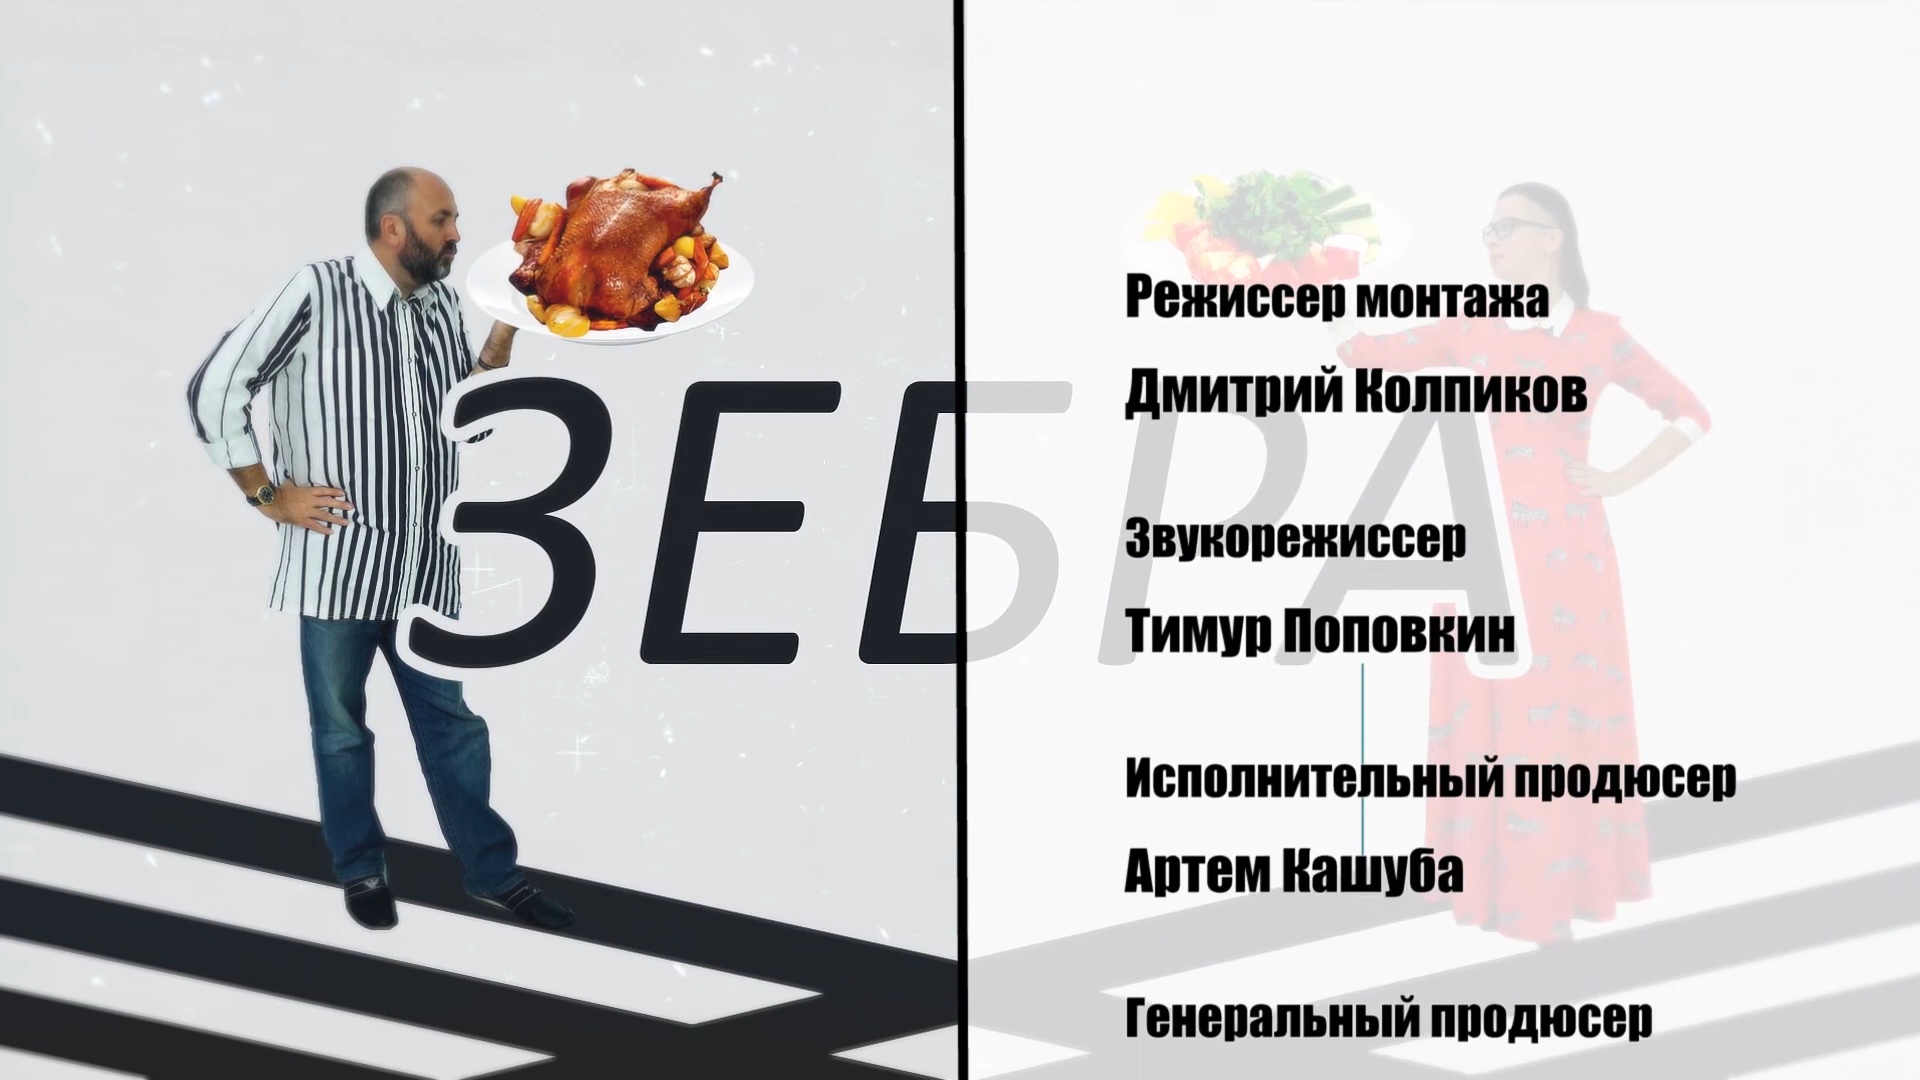 ЗЕБРА
Режиссер монтажа
Дмитрий Колпиков
Звукорежиссер
Тимур Поповкин
Исполнительный продюсер
Артем Кашуба
Генеральный продюсер